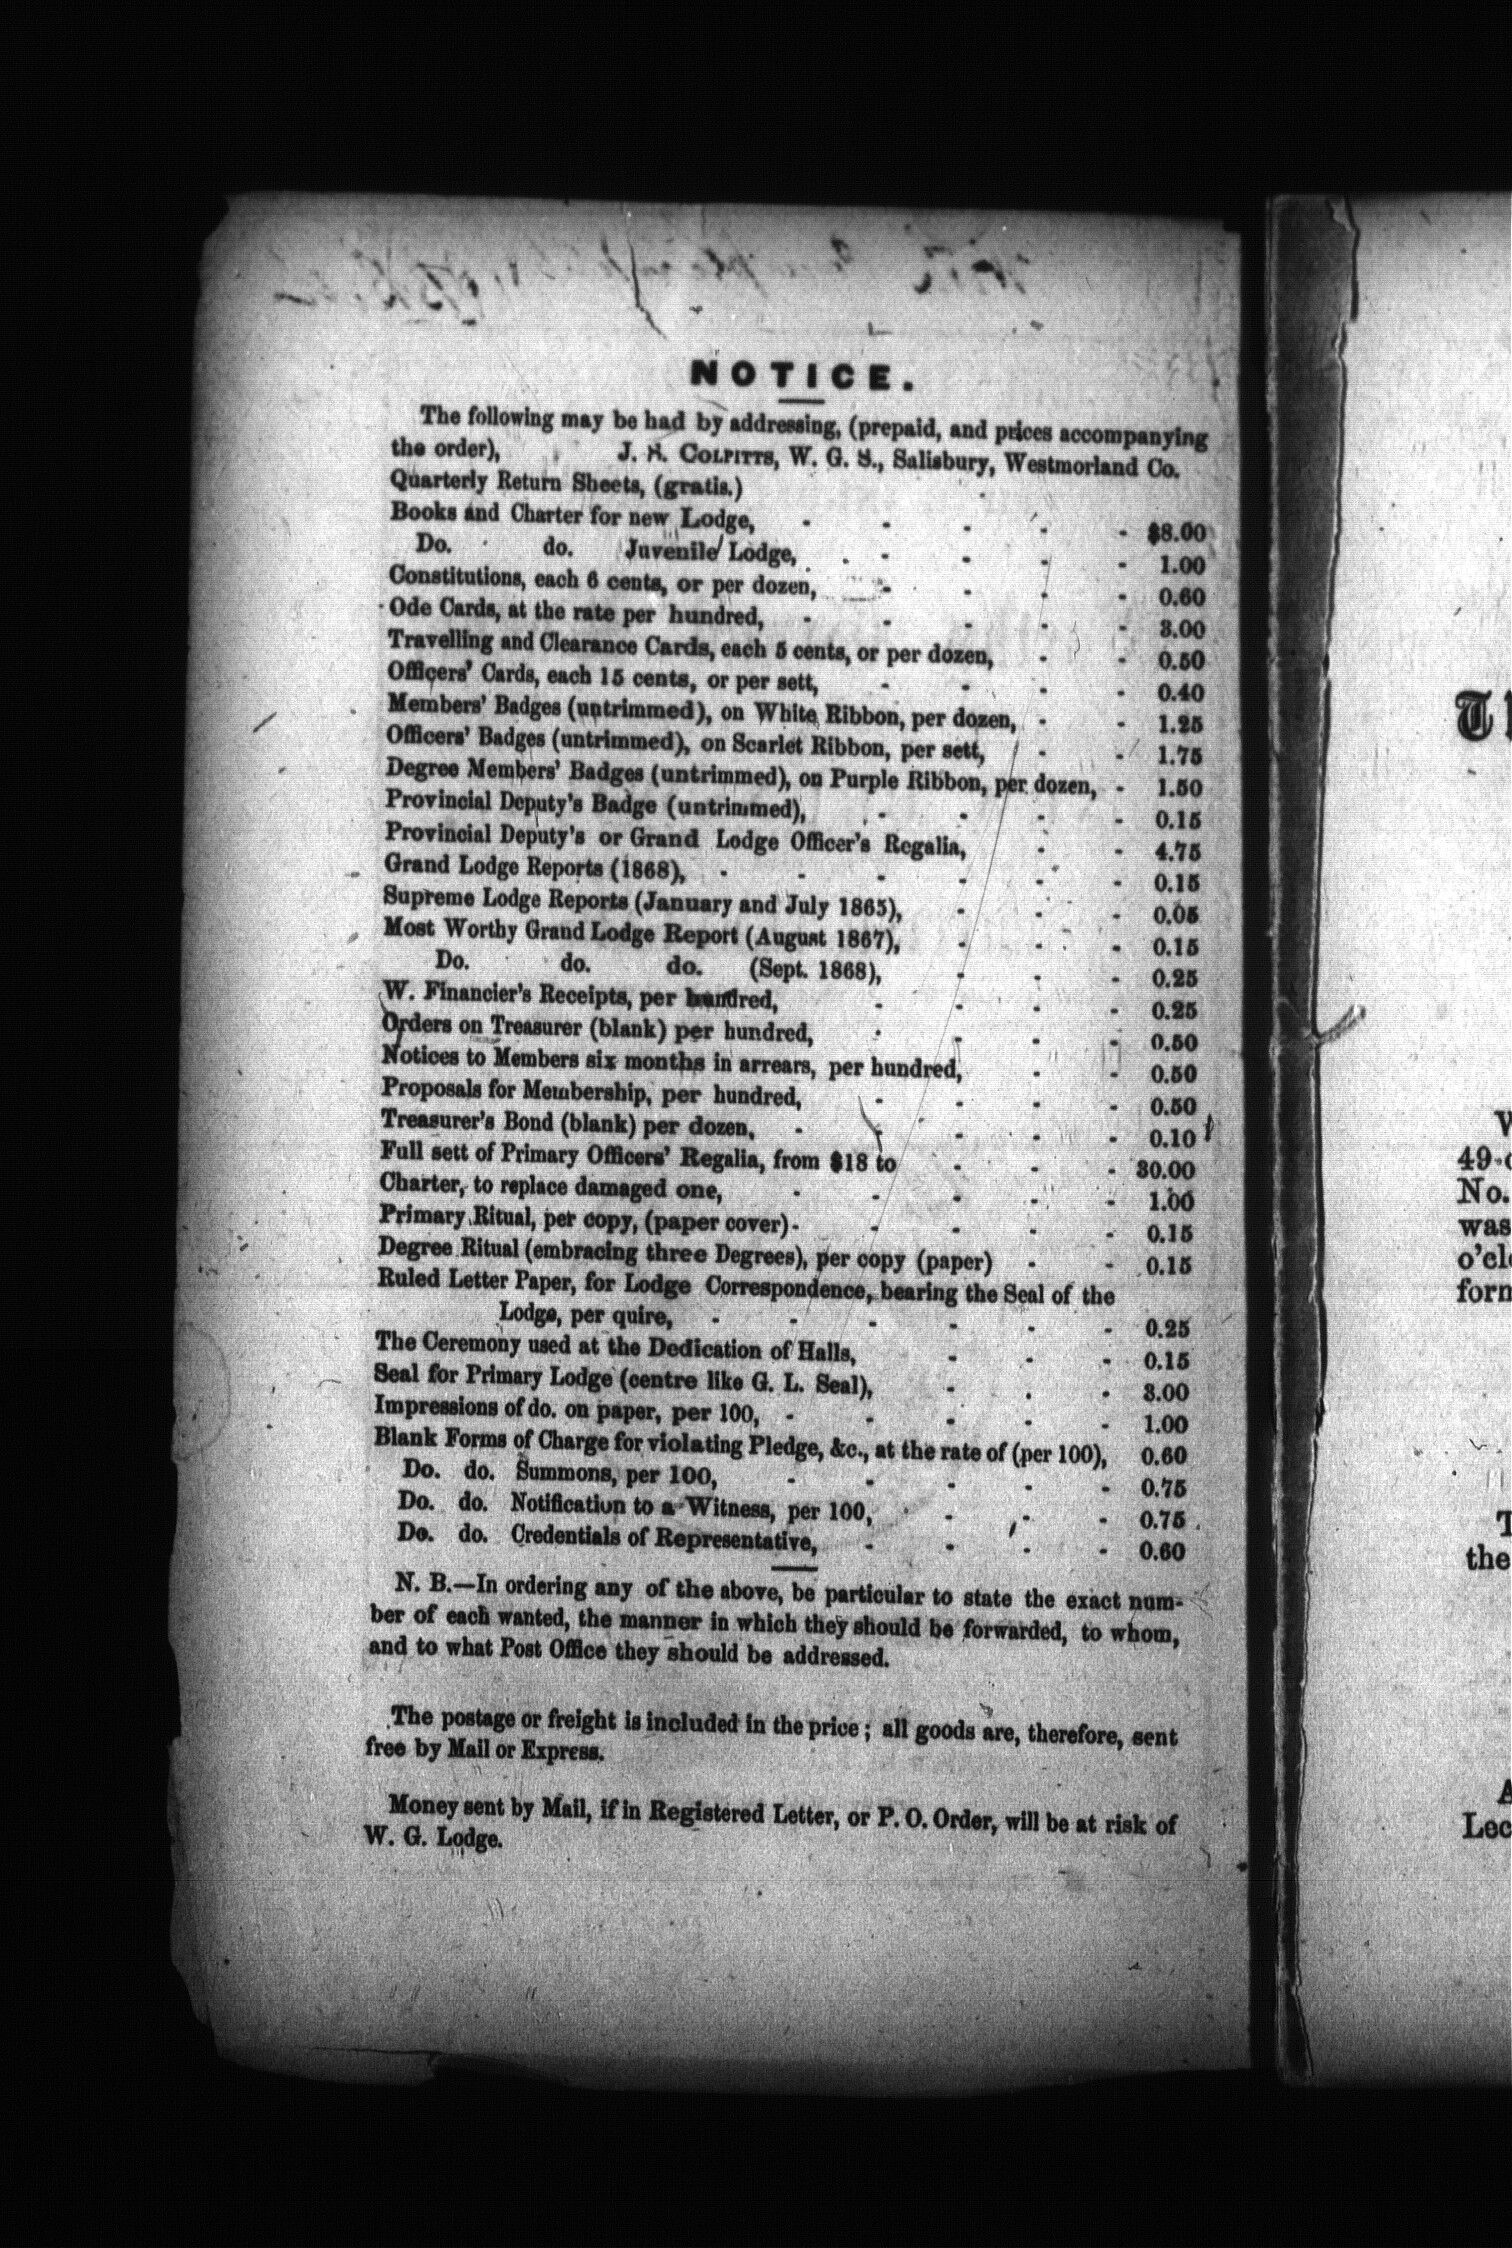 NOTICE.
The following may be had by addressing, (prepaid, and prices accompanying
the order), J. H. COLPITTS, W. G. S., Salisbury, Westmorland Co.
Quarterly Return Sheets, (gratis.)
Books and Charter for new Lodge, - - - - - $8.00
Do. do. Juvenile Lodge, - - - - - 1.00
Constitutions, each 6 cents, or per dozen, - - - - 0.60
Ode Cards, at the rate per hundred, - - - - - 3.00
Travelling and Clearance Cards, each 5 cents, or per dozen, - - 0.50
Officers' Cards, each 15 cents, or per sett, - - - - 0.40
Members' Badges (untrimmed), on White Ribbon, per dozen, - - 1.25
Officers' Badges (untrimmed), on Scarlet Ribbon, per sett, - - 1.75
Degree Members' Badges (untrimmed), on Purple Ribbon, per dozen, - 1.50
Provincial Deputy's Badge (untrimmed), - - - - 0.15
Provincial Deputy's or Grand Lodge Officer's Regalia, - - 4.75
Grand Lodge Reports (1868), - - - - - - 0.15
Supreme Lodge Reports (January and July 1865), - - - 0.05
Most Worthy Grand Lodge Report (August 1867), - - - 0.15
Do. do. do. (Sept. 1868), - - - 0.25
W. Financier's Receipts, per hundred, - - - - 0.25
Orders on Treasurer (blank) per hundred, - - - - 0.50
Notices to Members six months in arrears, per hundred, - - 0.50
Proposals for Membership, per hundred, - - - - 0.50
Treasurer's Bond (blank) per dozen, - - - - - 0.10
Full sett of Primary Officers' Regalia, from $18 to - - - 30.00
Charter, to replace damaged one, - - - - - 1.00
Primary Ritual, per copy, (paper cover) - - - - - 0.15
Degree Ritual (embracing three Degrees), per copy (paper) - - 0.15
Ruled Letter Paper, for Lodge Correspondence, bearing the Seal of the
Lodge, per quire, - - - - - - 0.25
The Ceremony used at the Dedication of Halls, - - - 0.15
Seal for Primary Lodge (centre like G. L. Seal), - - - 3.00
Impressions of do. on paper, per 100, - - - - - 1.00
Blank Forms of Charge for violating Pledge, &c., at the rate of (per 100), 0.60
Do. do. Summons, per 100, - - - - - 0.75
Do. do. Notification to a Witness, per 100, - - - 0.75
Do. do. Credentials of Representative, - - - - 0.60
N. B.—In ordering any of the above, be particular to state the exact num-
ber of each wanted, the manner in which they should be forwarded, to whom,
and to what Post Office they should be addressed.
The postage or freight is included in the price; all goods are, therefore, sent
free by Mail or Express.
Money sent by Mail, if in Registered Letter, or P. O. Order, will be at risk of
W. G. Lodge.
49
No.
was
the